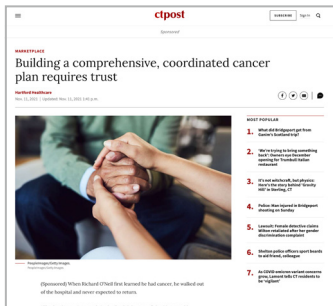 ctpost
SUBSCRIBE
Sign In
Sponsored
MARKETPLACE
Building a comprehensive, coordinated cancer
plan requires trust
Hartford Healthcare
Nov. 11, 2021 | Updated: Nov. 11, 2021 5:41 p.m.
PeopleImages/Getty Images
PeopleImages/Getty Images
(Sponsored) When Richard O'Neil first learned he had cancer, he walked out
of the hospital and never expected to return.
MOST POPULAR
1. What did Bridgeport get from
Ganim's Scotland trip?
2. 'We're trying to bring something
back': Owners eye December
opening for Trumbull Italian
restaurant
3. It's not witchcraft, but physics:
Here's the story behind 'Gravity
Hill' in Sterling, CT
4. Police: Man injured in Bridgeport
shooting on Sunday
5. Lawsuit: Female detective claims
Wilton retaliated after her gender
discrimination complaint
6. Shelton police officers sport beards
to aid friend, colleague
7. As COVID omicron variant concerns
grow, Lamont tells CT residents to
be 'vigilant'